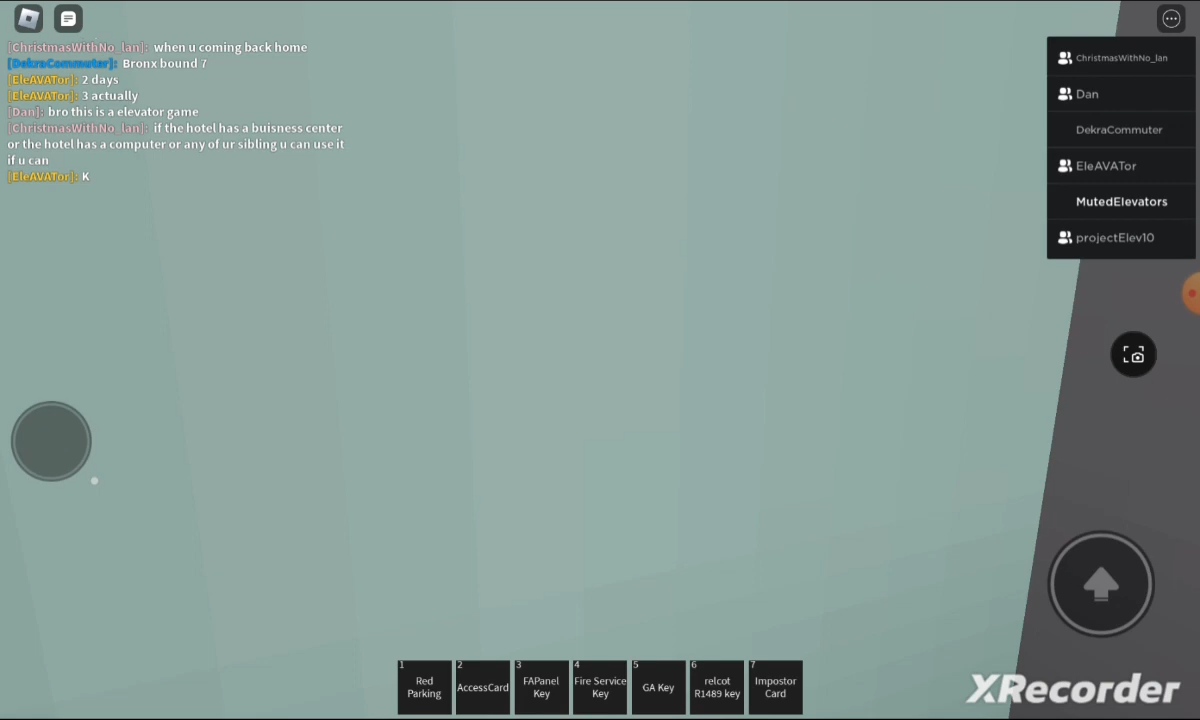 [ChristmasWithNo_lan]: when u coming back home
[DekraCommuter]: Bronx bound 7
[EleAVATor]: 2 days
[EleAVATor]: 3 actually
[Dan]: bro this is a elevator game
[ChristmasWithNo_lan]: if the hotel has a buisness center
or the hotel has a computer or any of ur sibling u can use it
if u can
[EleAVATor]: K
ChristmasWithNo_lan
Dan
DekraCommuter
EleAVATor
MutedElevators
projectElev10
1 Red Parking
2 AccessCard
3 FAPanel Key
4 Fire Service Key
5 GA Key
6 relcot R1489 key
7 Impostor Card
XRecorder